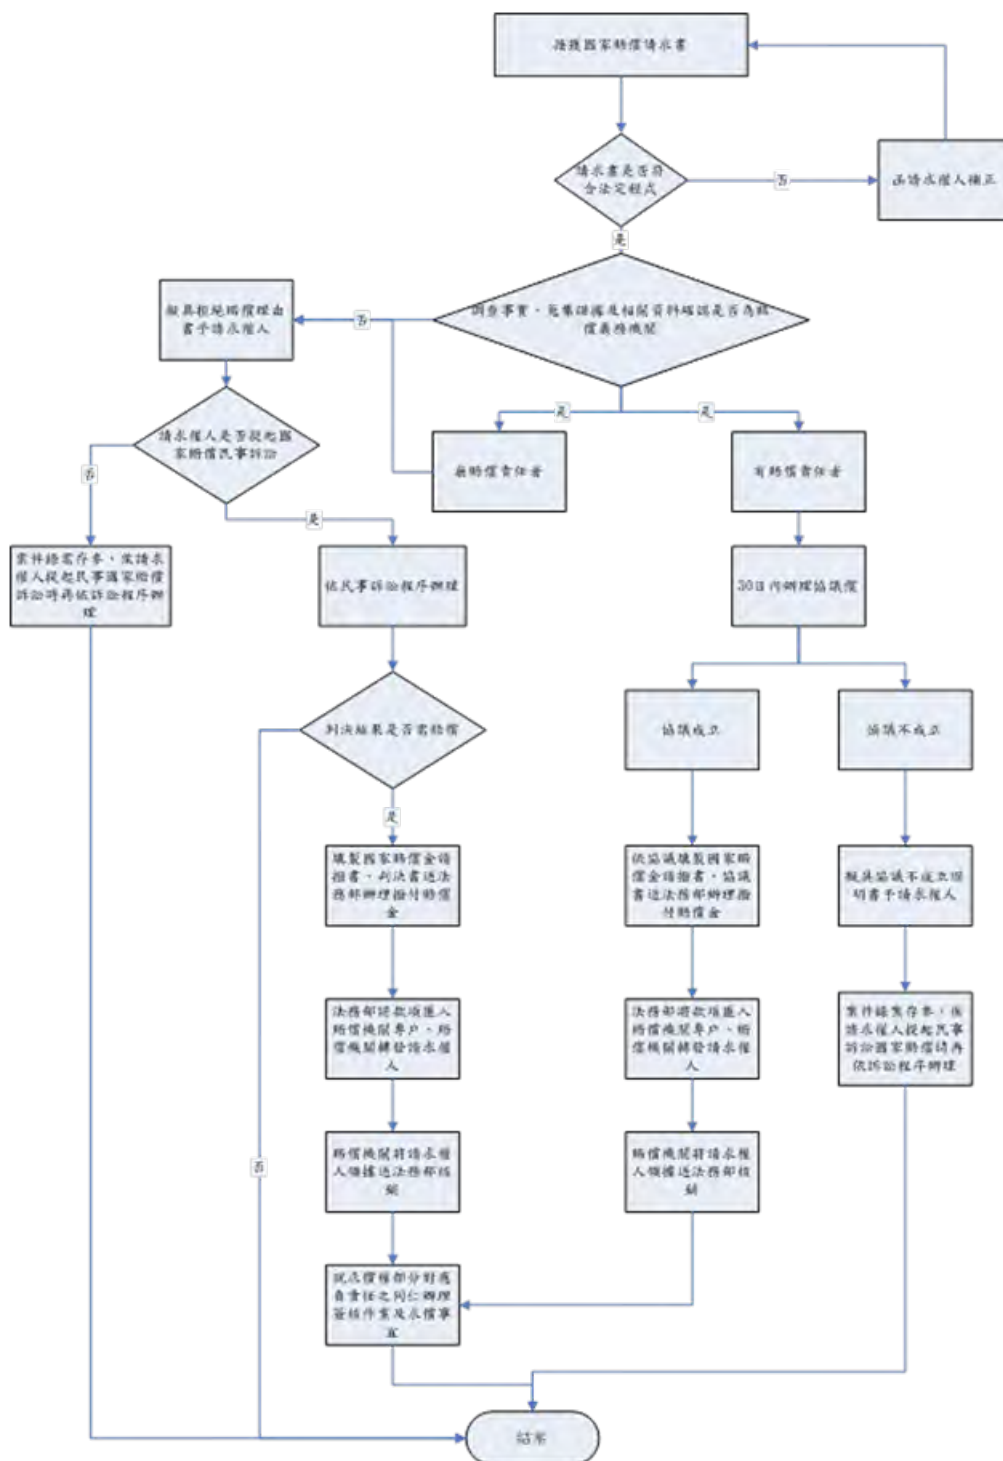 接獲國家賠償請求書
請求書是否符
合法定程式
否
函請求權人補正
是
調查事實、蒐集證據及相關資料確認是否為賠
償義務機關
否
擬具拒絕賠償理由
書予請求權人
是
是
無賠償責任者
有賠償責任者
請求權人是否提起國
家賠償民事訴訟
否
是
案件錄案存參、俟請求
權人提起民事國家賠償
訴訟時再依訴訟程序辦
理
依民事訴訟程序辦理
30日內辦理協議價
判決結果是否需賠償
協議成立
協議不成立
是
填製國家賠償金請
撥書、判決書送法
務部辦理撥付賠償
金
依協議填製國家賠
償金請撥書、協議
書送法務部辦理撥
付賠償金
擬具協議不成立證
明書予請求權人
法務部將款項匯入
賠償機關專戶、賠
償機關轉發請求權
人
法務部將款項匯入
賠償機關專戶、賠
償機關轉發請求權
人
案件錄案存參、俟
請求權人提起民事
訴訟國家賠償時再
依訴訟程序辦理
否
賠償機關將請求權
人領據送法務部核
銷
賠償機關將請求權
人領據送法務部核
銷
就求償權部分對應
負責任之同仁辦理
簽核作業及求償事
宜
結案